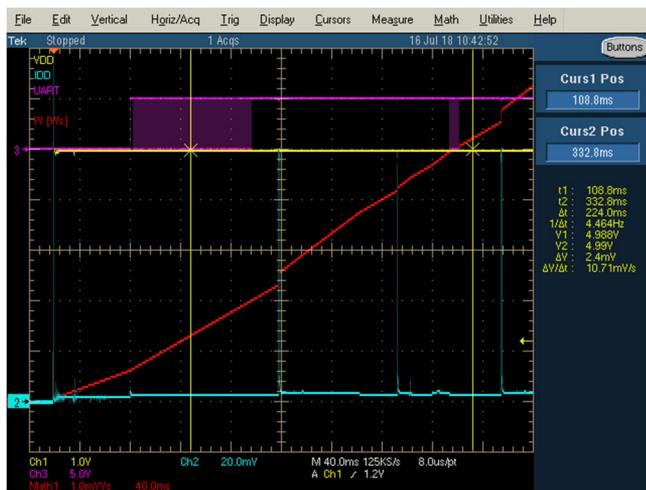 File Edit Vertical Horiz/Acq Trig Display Cursors Measure Math Utilities Help
Tek Stopped 1 Acqs 16 Jul 18 10:42:52
Buttons
VDD
IDD
UART
W [Ws]
Curs1 Pos
108.8ms
Curs2 Pos
332.8ms
3
2
t1: 108.8ms
t2: 332.8ms
Δt: 224.0ms
1/Δt: 4.464Hz
V1: 4.988V
V2: 4.99V
ΔV: 2.4mV
ΔV/Δt: 10.71mV/s
Ch1 1.0V Ch2 20.0mV M 40.0ms 125KS/s 8.0us/pt
Ch3 5.0V A Ch1 1.2V
Math1 1.0mVVs 40.0ms